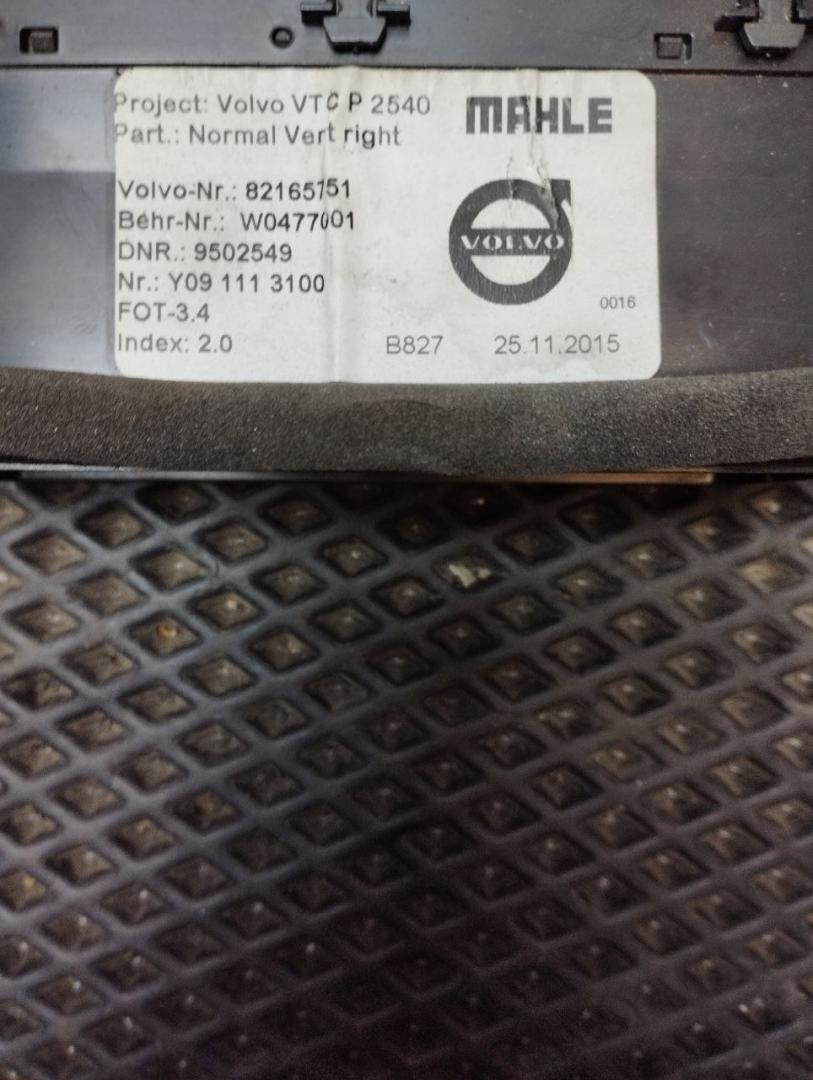 Project: Volvo VTC P 2540
Part.: Normal Vert right
MAHLE
Volvo-Nr.: 82165751
Behr-Nr.: W0477001
DNR.: 9502549
Nr.: Y09 111 3100
FOT-3.4
Index: 2.0
VOLVO
0016
B827 25.11.2015